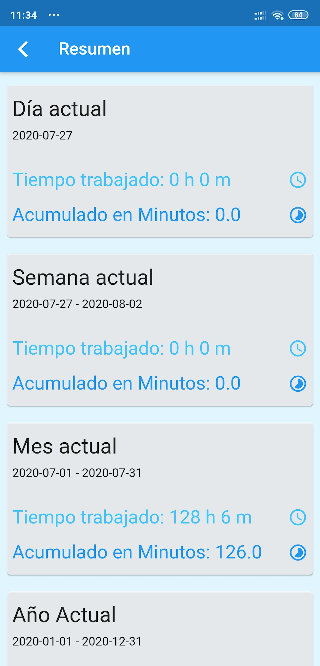 11:34 ...
84
Resumen
Día actual
2020-07-27
Tiempo trabajado: 0 h 0 m
Acumulado en Minutos: 0.0
Semana actual
2020-07-27 - 2020-08-02
Tiempo trabajado: 0 h 0 m
Acumulado en Minutos: 0.0
Mes actual
2020-07-01 - 2020-07-31
Tiempo trabajado: 128 h 6 m
Acumulado en Minutos: 126.0
Año Actual
2020-01-01 - 2020-12-31